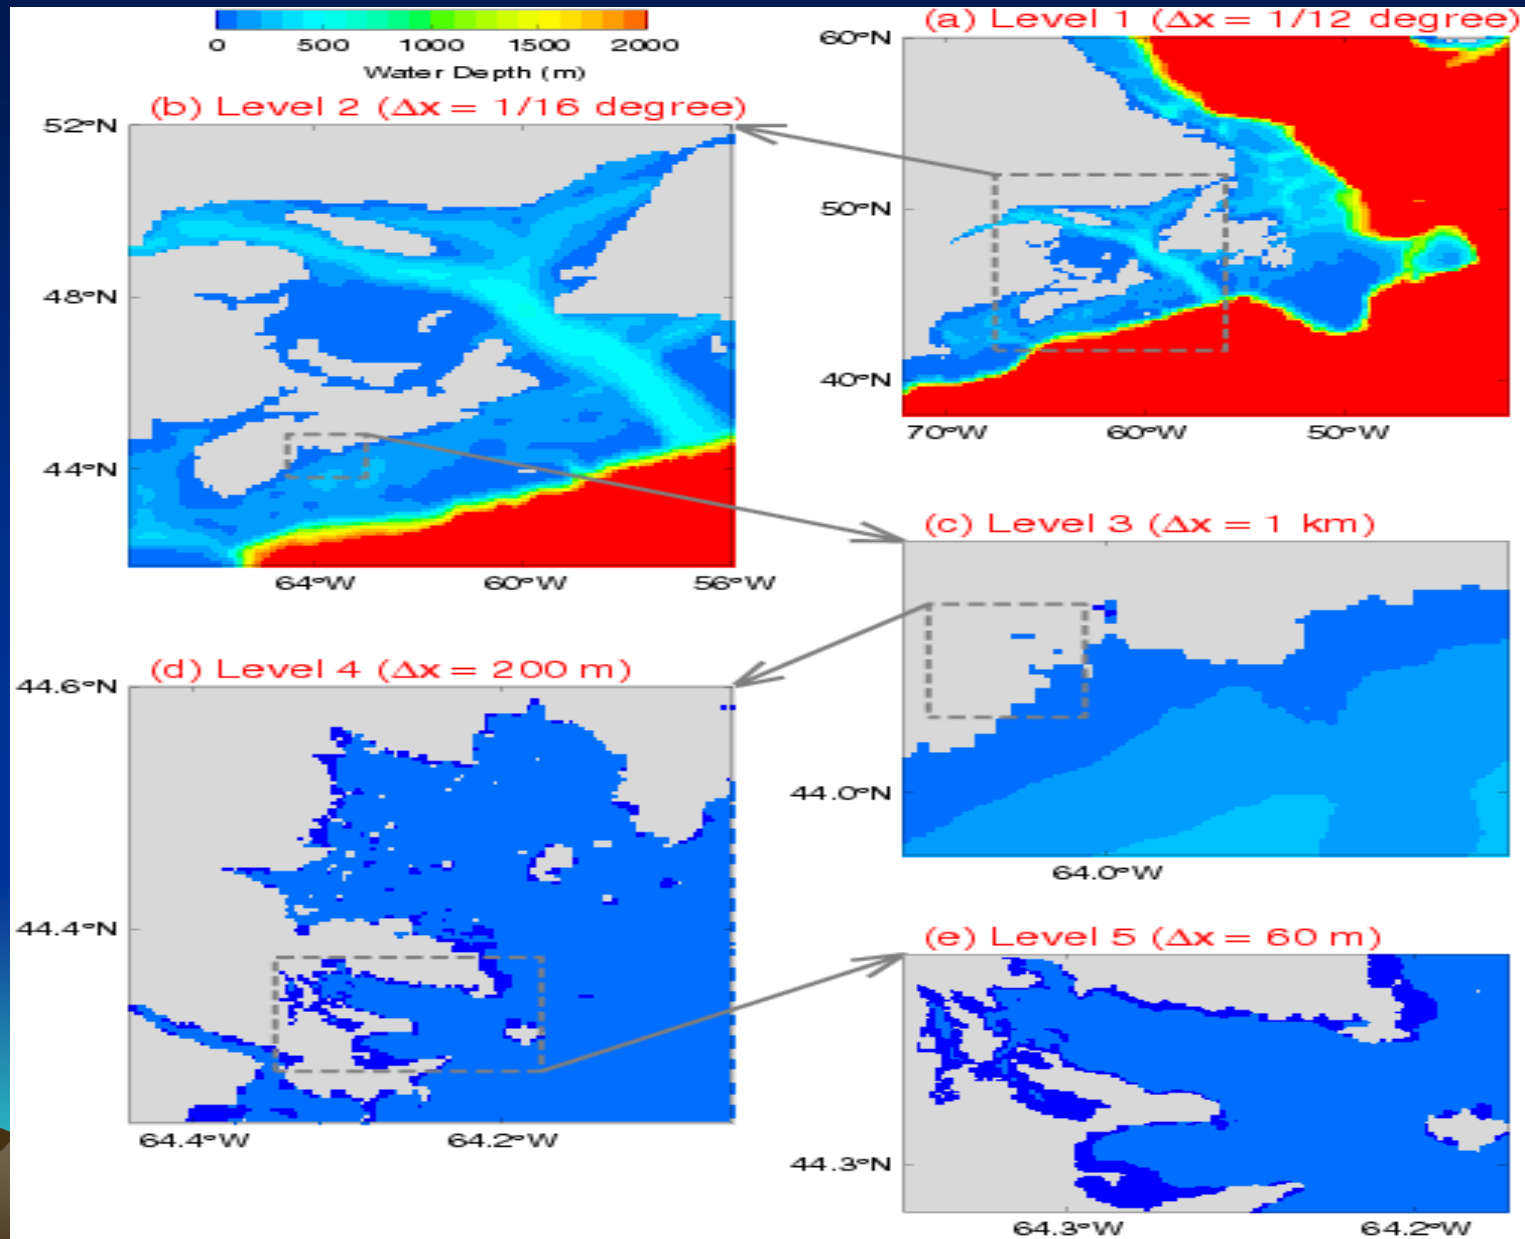 (a) Level 1 (Δx = 1/12 degree)
0 500 1000 1500 2000
Water Depth (m)
60°N
50°N
40°N
70°W 60°W 50°W
(b) Level 2 (Δx = 1/16 degree)
52°N
48°N
44°N
64°W 60°W 56°W
(c) Level 3 (Δx = 1 km)
44.0°N
64.0°W
(d) Level 4 (Δx = 200 m)
44.6°N
44.4°N
64.4°W 64.2°W
(e) Level 5 (Δx = 60 m)
44.3°N
64.3°W 64.2°W